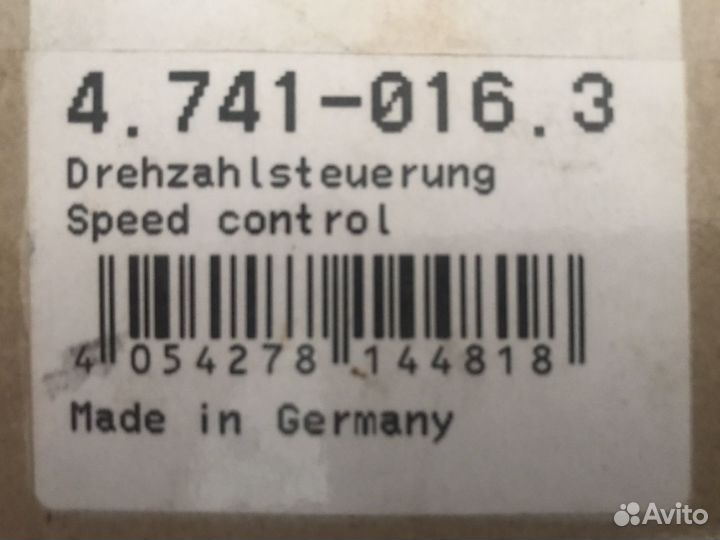 4.741-016.3
Drehzahlsteuerung
Speed control
4 054278 144818
Made in Germany
Avito